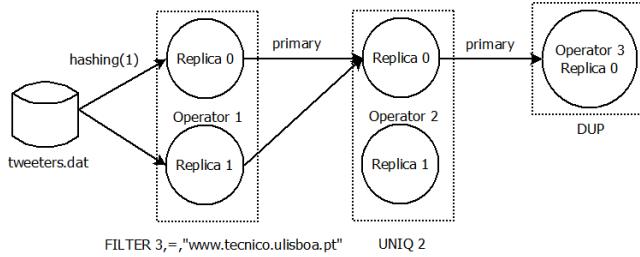 hashing(1)
Replica 0
primary
Replica 0
primary
Operator 3
Replica 0
Operator 1
Operator 2
DUP
tweeters.dat
Replica 1
Replica 1
FILTER 3,=,"www.tecnico.ulisboa.pt"
UNIQ 2